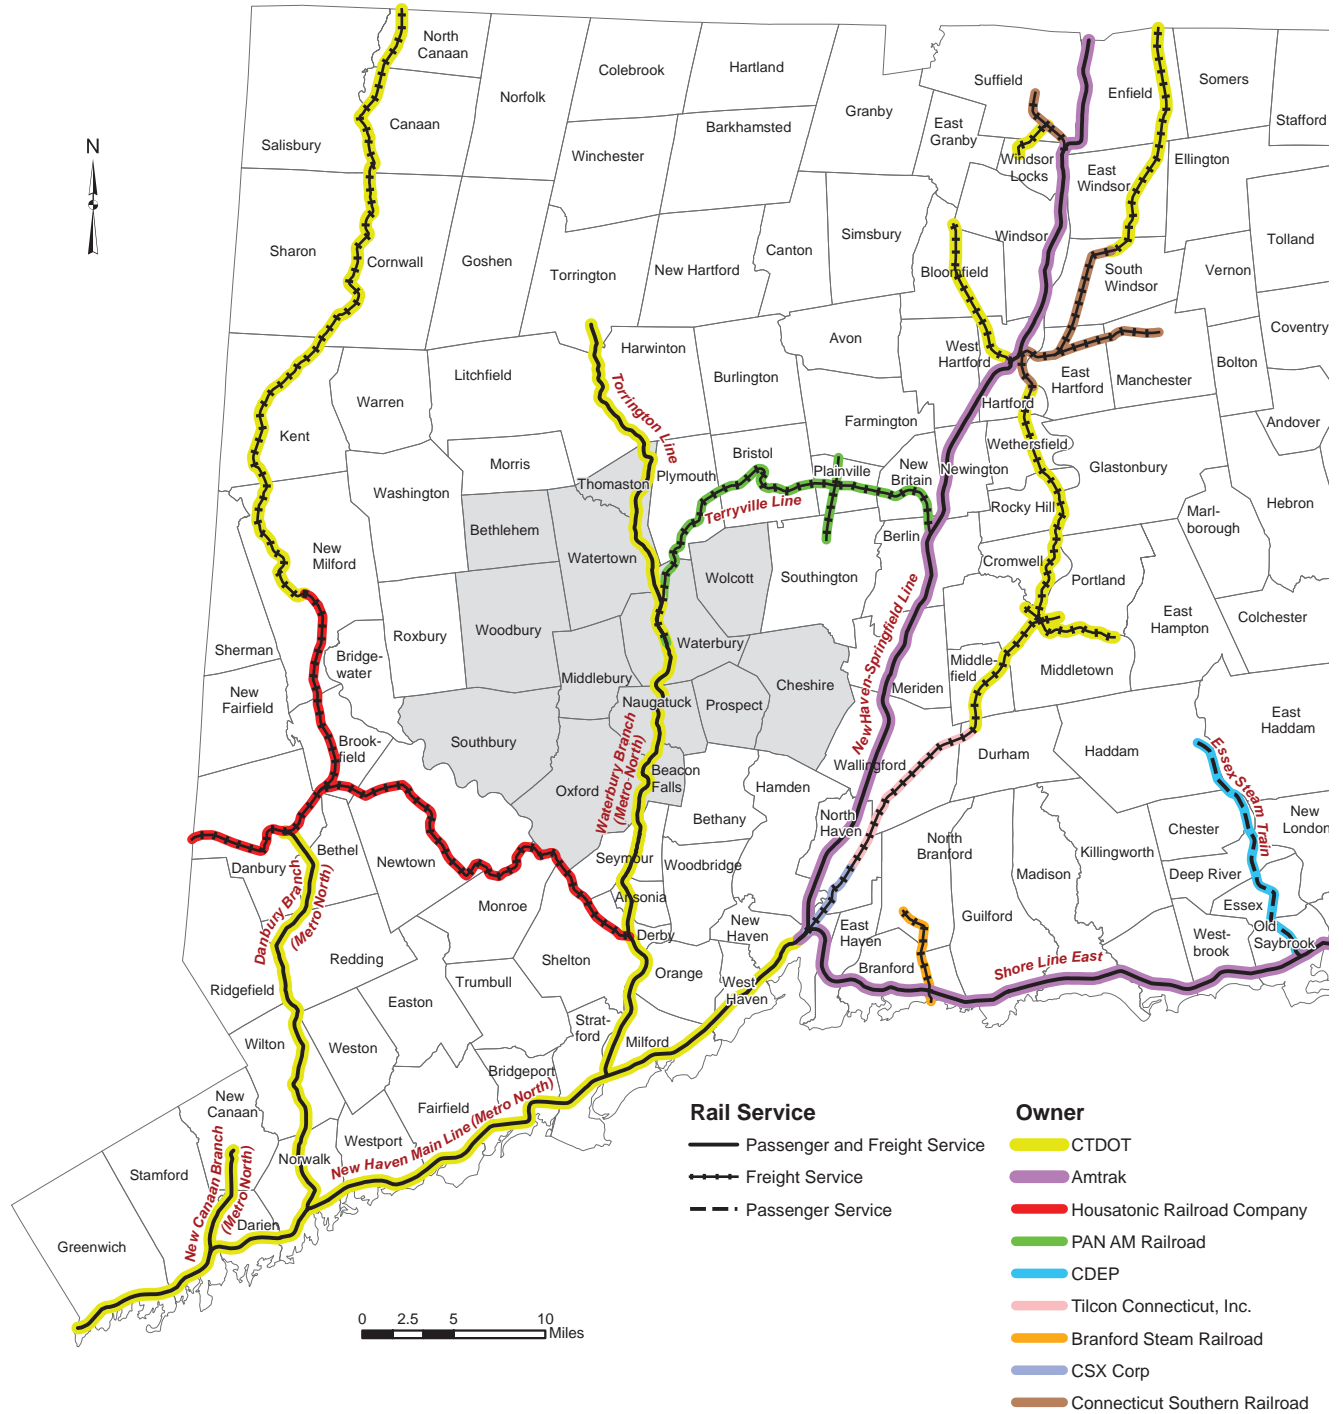 N
North
Canaan
Colebrook
Hartland
Norfolk
Canaan
Salisbury
Barkhamsted
Winchester
Granby
East
Granby
Suffield
Enfield
Somers
Stafford
Windsor
Locks
East
Windsor
Ellington
Sharon
Cornwall
Goshen
Torrington
New Hartford
Canton
Simsbury
Bloomfield
Windsor
South
Windsor
Vernon
Tolland
Litchfield
Harwinton
Burlington
Avon
West
Hartford
East
Hartford
Manchester
Bolton
Coventry
Warren
Kent
Torrington Line
Farmington
Hartford
Wethersfield
Glastonbury
Andover
Morris
Washington
Thomaston
Plymouth
Bristol
Plainville
New
Britain
Newington
Rocky Hill
Marl-
borough
Hebron
Terryville Line
Bethlehem
Watertown
Wolcott
Southington
Berlin
Cromwell
Portland
New
Milford
Woodbury
Roxbury
Waterbury
East
Hampton
Colchester
NewHaven-Springfield Line
Sherman
Bridge-
water
Middlebury
Cheshire
Meriden
Middle-
field
Middletown
New
Fairfield
Naugatuck
Prospect
East
Haddam
Brook-
field
Southbury
Oxford
Beacon
Falls
Waterbury Branch
(Metro-North)
Wallingford
Durham
Haddam
Essex Steam Train
Hamden
Bethany
North
Haven
North
Branford
Madison
Killingworth
Chester
New
London
Deep River
Danbury
Bethel
Newtown
Seymour
Woodbridge
Ansonia
Essex
Monroe
Danbury Branch
(Metro North)
Derby
New
Haven
East
Haven
Guilford
West-
brook
Old
Saybrook
Redding
Shelton
Orange
Branford
Shore Line East
Ridgefield
Easton
Trumbull
West
Haven
Wilton
Weston
Strat-
ford
Milford
New
Canaan
Bridgeport
Fairfield
Westport
New Haven Main Line (Metro North)
Stamford
Norwalk
New Canaan Branch
(Metro North)
Darien
Greenwich
Rail Service
Passenger and Freight Service
Freight Service
Passenger Service
Owner
CTDOT
Amtrak
Housatonic Railroad Company
PAN AM Railroad
CDEP
Tilcon Connecticut, Inc.
Branford Steam Railroad
CSX Corp
Connecticut Southern Railroad
0 2.5 5 10
Miles